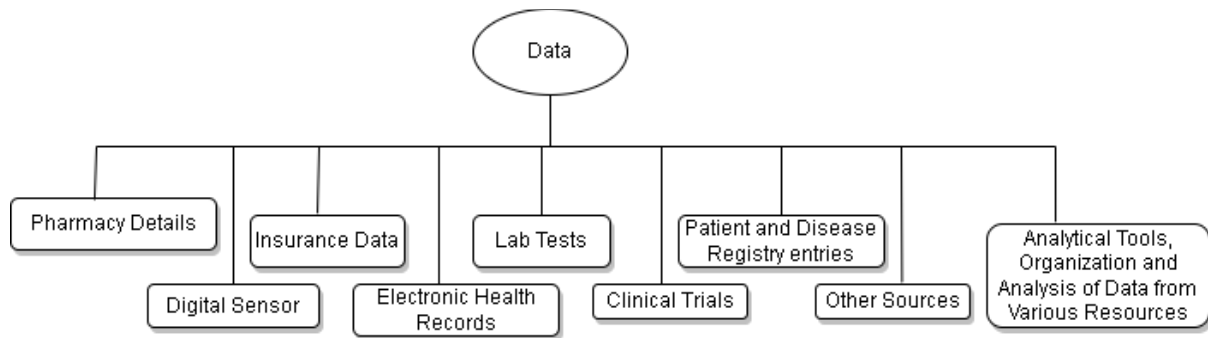 Data
Pharmacy Details
Digital Sensor
Insurance Data
Electronic Health
Records
Lab Tests
Clinical Trials
Patient and Disease
Registry entries
Other Sources
Analytical Tools,
Organization and
Analysis of Data from
Various Resources